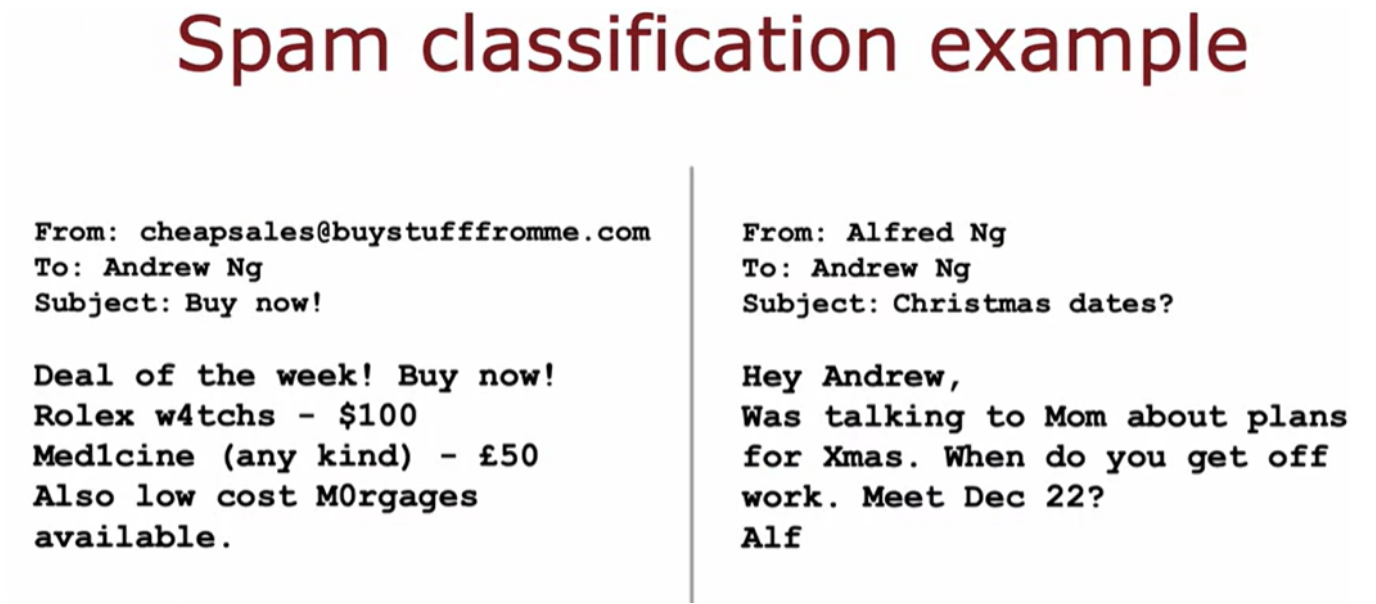 Spam classification example
From: cheapsales@buystufffromme.com
To: Andrew Ng
Subject: Buy now!
Deal of the week! Buy now!
Rolex w4tchs - $100
Med1cine (any kind) - £50
Also low cost M0rgages
available.
From: Alfred Ng
To: Andrew Ng
Subject: Christmas dates?
Hey Andrew,
Was talking to Mom about plans
for Xmas. When do you get off
work. Meet Dec 22?
Alf